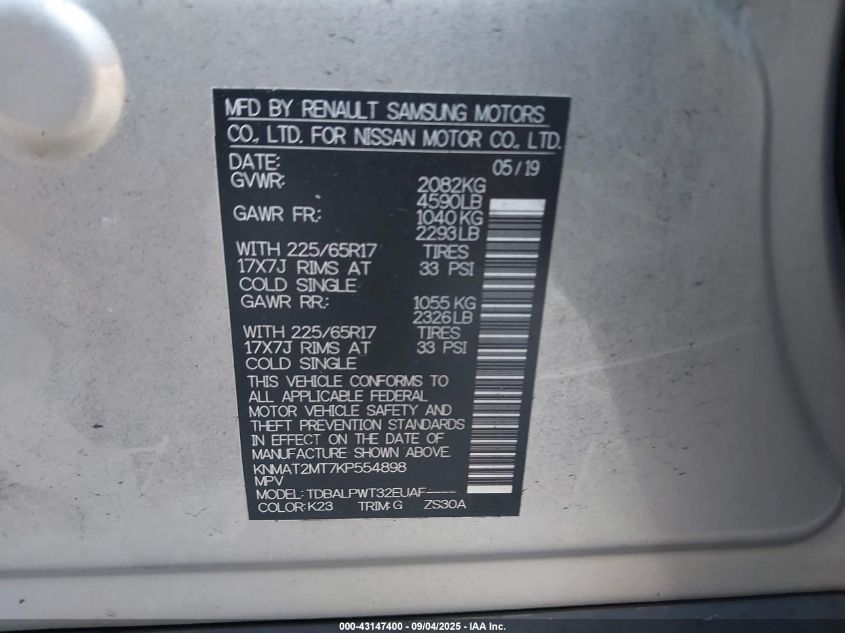 MFD BY RENAULT SAMSUNG MOTORS
CO., LTD. FOR NISSAN MOTOR CO., LTD.
DATE: 05/19
GVWR: 2082KG
4590LB
GAWR FR.: 1040KG
2293LB
WITH 225/65R17 TIRES
17X7J RIMS AT 33 PSI
COLD SINGLE
GAWR RR.: 1055KG
2326LB
WITH 225/65R17 TIRES
17X7J RIMS AT 33 PSI
COLD SINGLE
THIS VEHICLE CONFORMS TO
ALL APPLICABLE FEDERAL
MOTOR VEHICLE SAFETY AND
THEFT PREVENTION STANDARDS
IN EFFECT ON THE DATE OF
MANUFACTURE SHOWN ABOVE.
KNMAT2MT7KP554898
MPV
MODEL: TDBALPWT32EUAF----
COLOR:K23 TRIM:G ZS30A
000-43147400 - 09/04/2025 - IAA Inc.